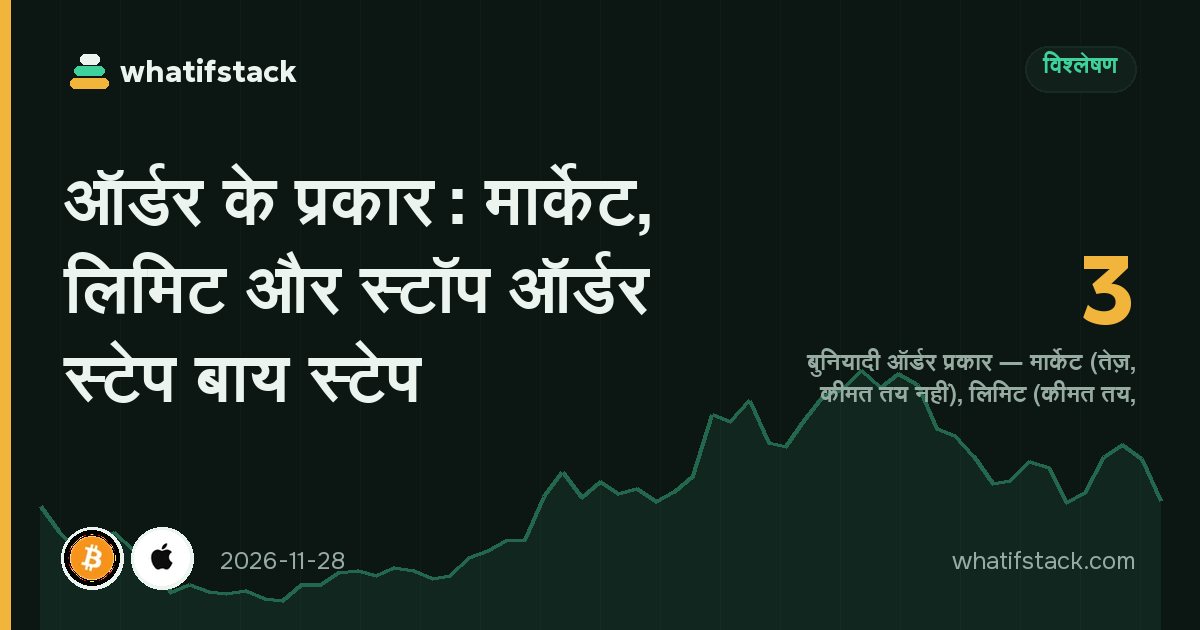 whatifstack
विश्लेषण
ऑर्डर के प्रकार : मार्केट,
लिमिट और स्टॉप ऑर्डर
स्टेप बाय स्टेप
3
बुनियादी ऑर्डर प्रकार — मार्केट (तेज़,
कीमत तय नहीं), लिमिट (कीमत तय,
2026-11-28
whatifstack.com